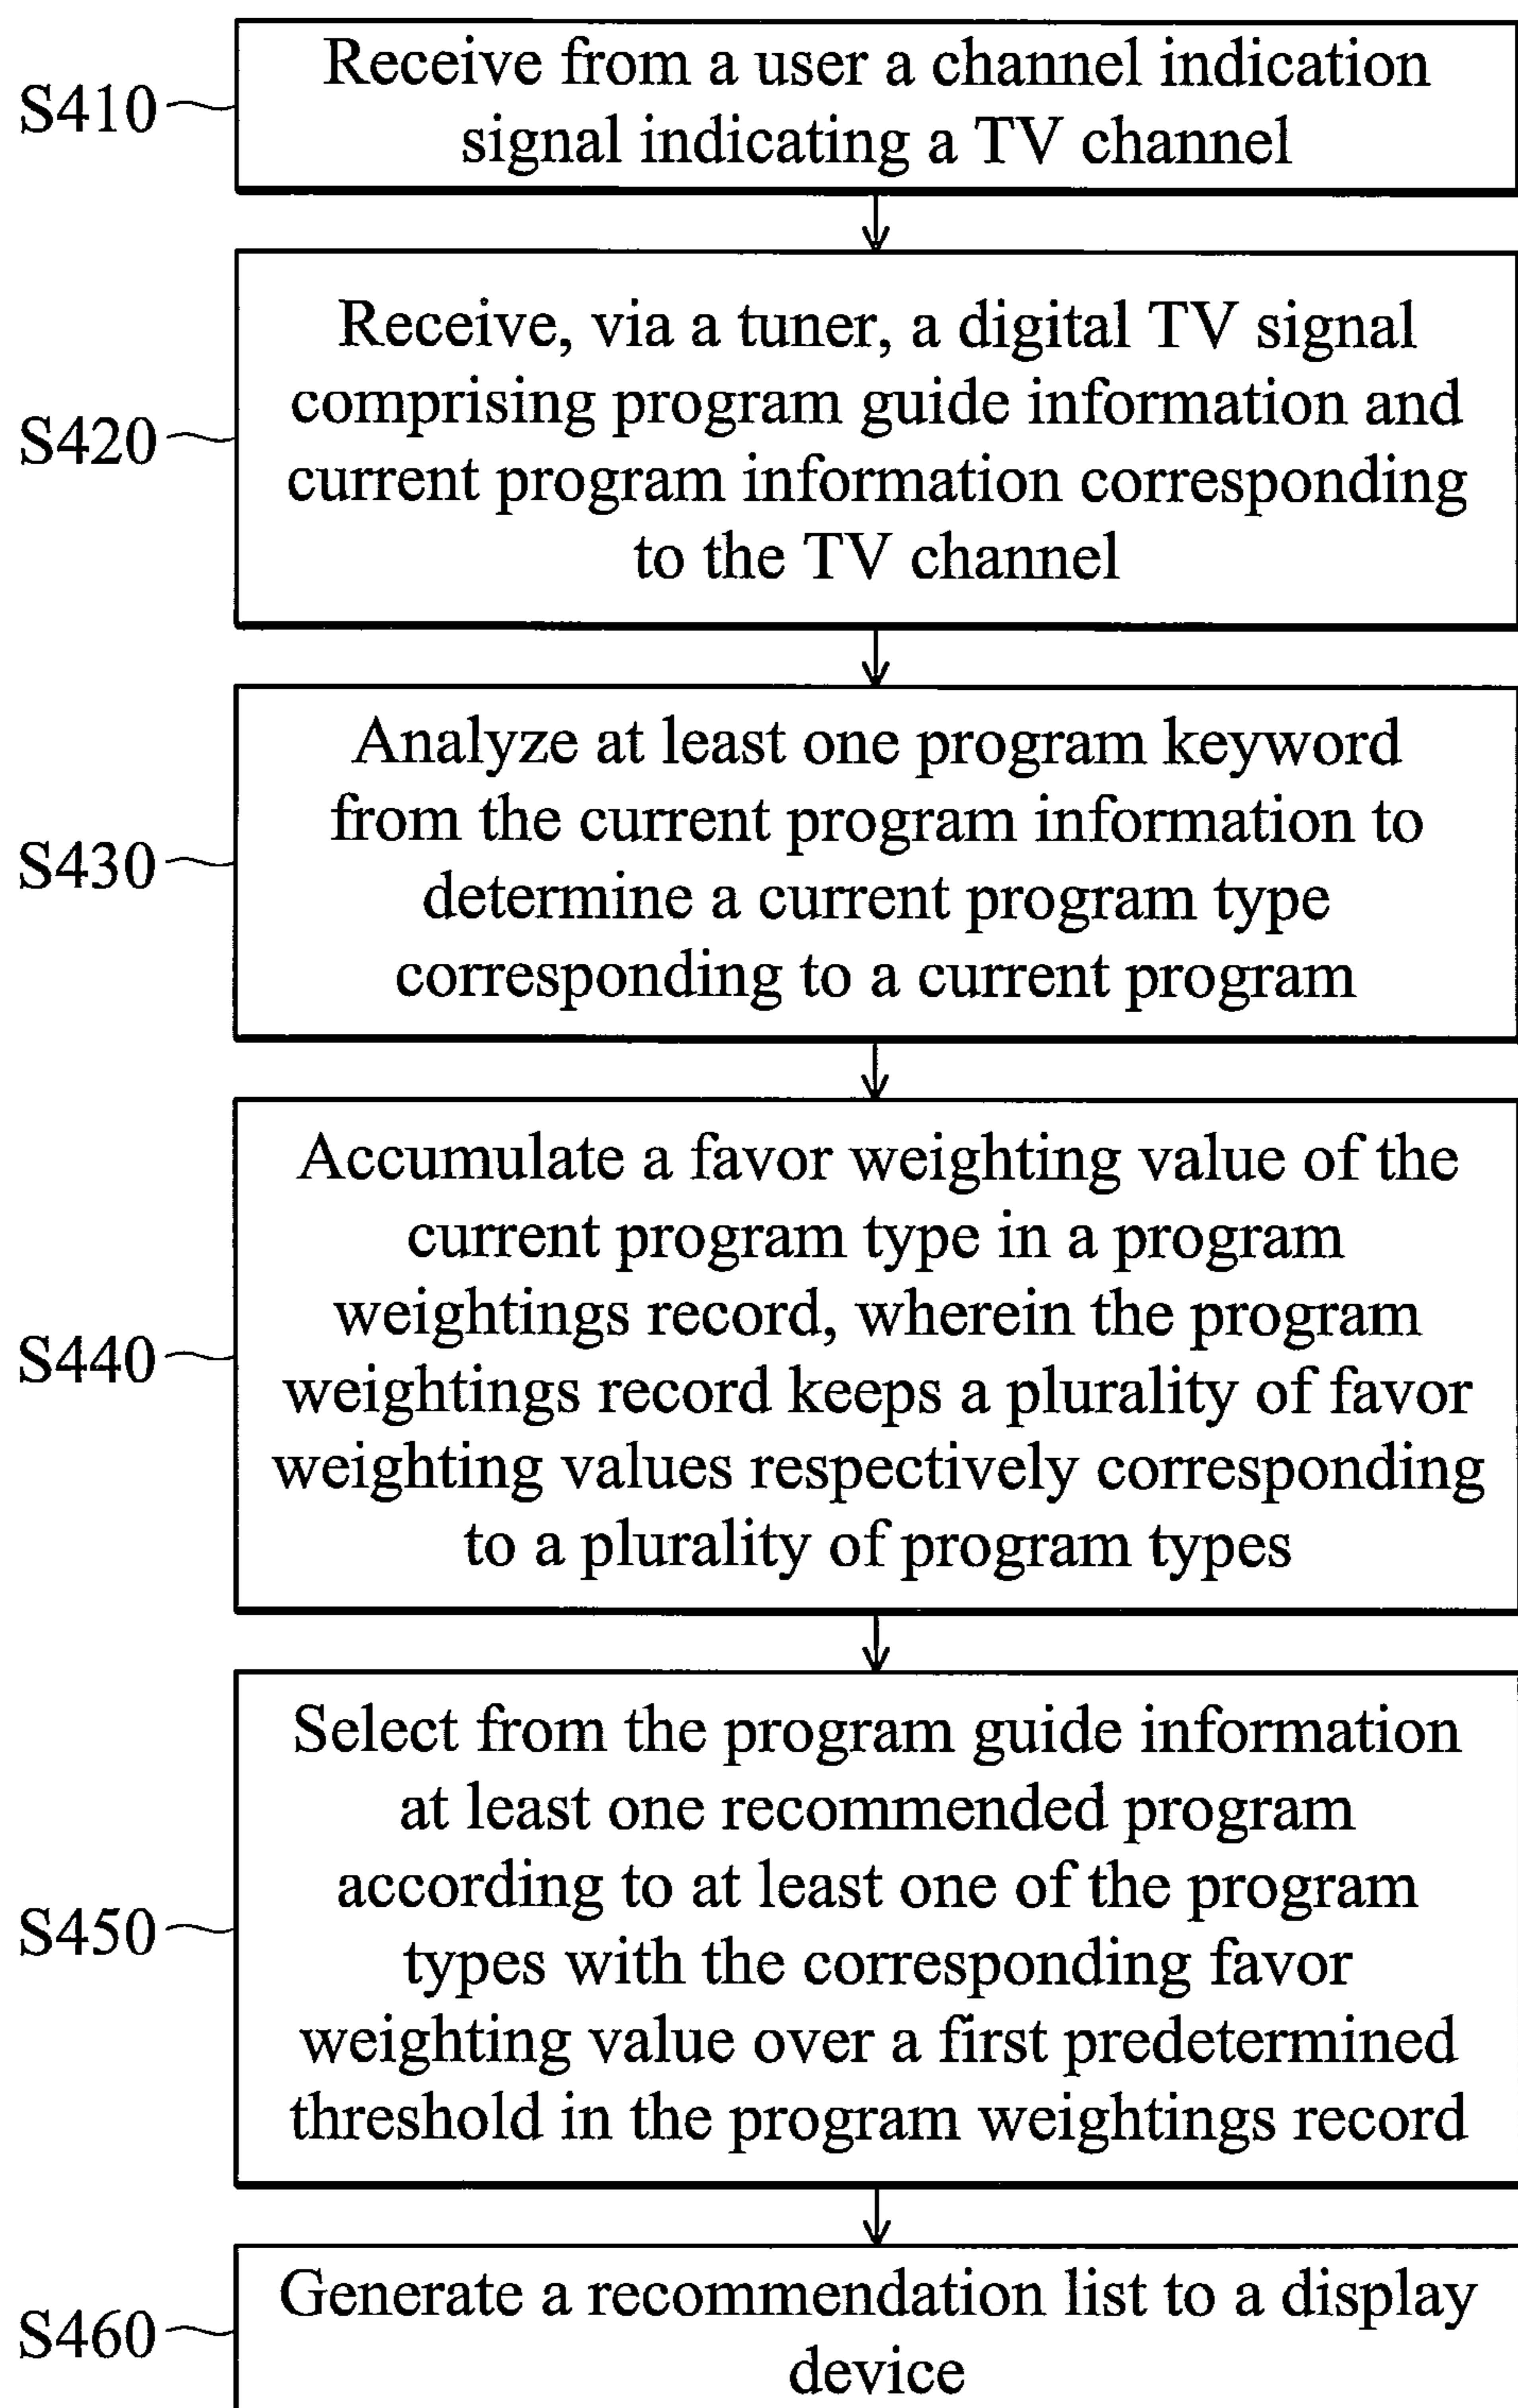 S410
Receive from a user a channel indication
signal indicating a TV channel
S420
Receive, via a tuner, a digital TV signal
comprising program guide information and
current program information corresponding
to the TV channel
S430
Analyze at least one program keyword
from the current program information to
determine a current program type
corresponding to a current program
S440
Accumulate a favor weighting value of the
current program type in a program
weightings record, wherein the program
weightings record keeps a plurality of favor
weighting values respectively corresponding
to a plurality of program types
S450
Select from the program guide information
at least one recommended program
according to at least one of the program
types with the corresponding favor
weighting value over a first predetermined
threshold in the program weightings record
S460
Generate a recommendation list to a display
device